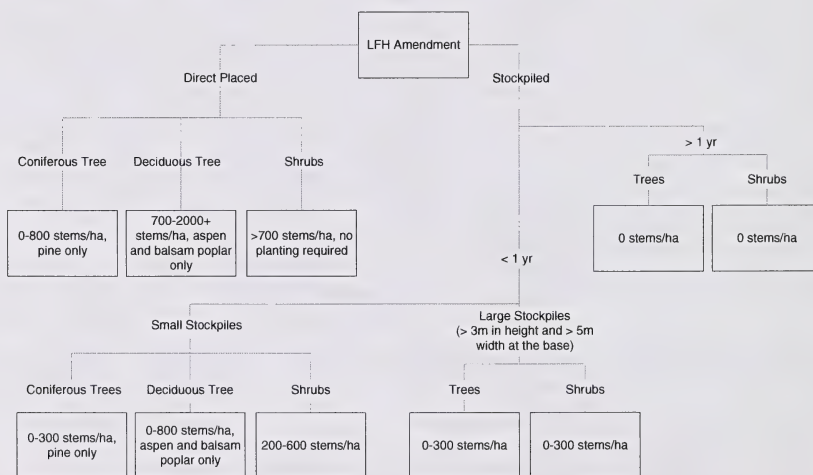 LFH Amendment
Direct Placed
Stockpiled
Coniferous Tree
Deciduous Tree
Shrubs
0-800 stems/ha,
pine only
700-2000+
stems/ha, aspen
and balsam poplar
only
>700 stems/ha, no
planting required
> 1 yr
Trees
Shrubs
0 stems/ha
0 stems/ha
< 1 yr
Small Stockpiles
Large Stockpiles
(> 3m in height and > 5m
width at the base)
Coniferous Trees
Deciduous Tree
Shrubs
Trees
Shrubs
0-300 stems/ha,
pine only
0-800 stems/ha,
aspen and balsam
poplar only
200-600 stems/ha
0-300 stems/ha
0-300 stems/ha